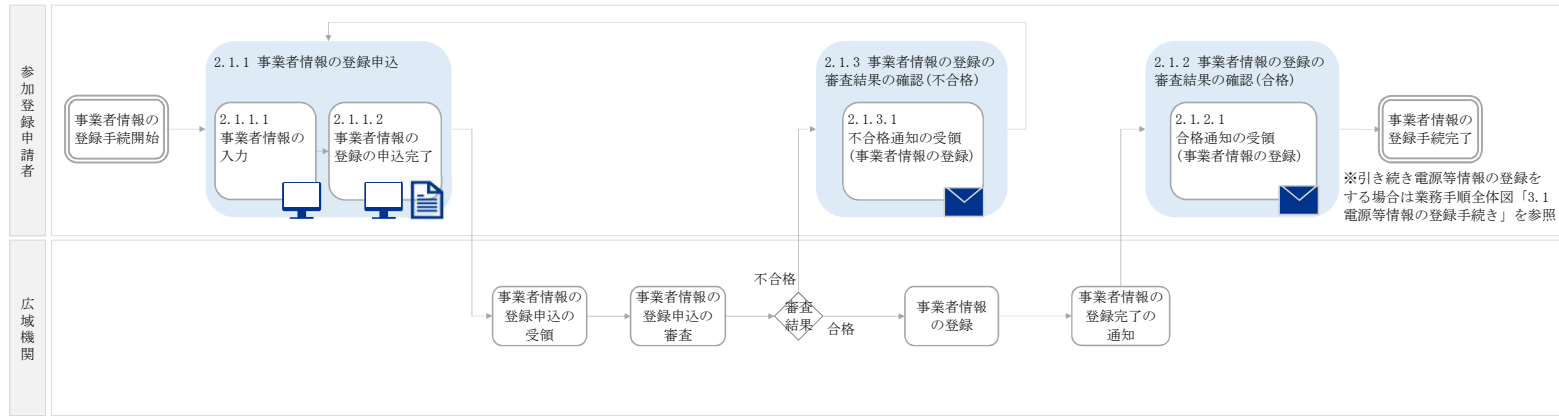 参加登録申請者
事業者情報の
登録手続開始
2.1.1 事業者情報の登録申込
2.1.1.1
事業者情報の
入力
2.1.1.2
事業者情報の
登録の申込完了
2.1.3 事業者情報の登録の
審査結果の確認(不合格)
2.1.3.1
不合格通知の受領
(事業者情報の登録)
2.1.2 事業者情報の登録の
審査結果の確認(合格)
2.1.2.1
合格通知の受領
(事業者情報の登録)
事業者情報の
登録手続完了
※引き続き電源等情報の登録を
する場合は業務手順全体図「3.1
電源等情報の登録手続き」を参照
広域機関
事業者情報の
登録申込の
受領
事業者情報の
登録申込の
審査
不合格
審査
結果
合格
事業者情報
の登録
事業者情報の
登録完了の
通知